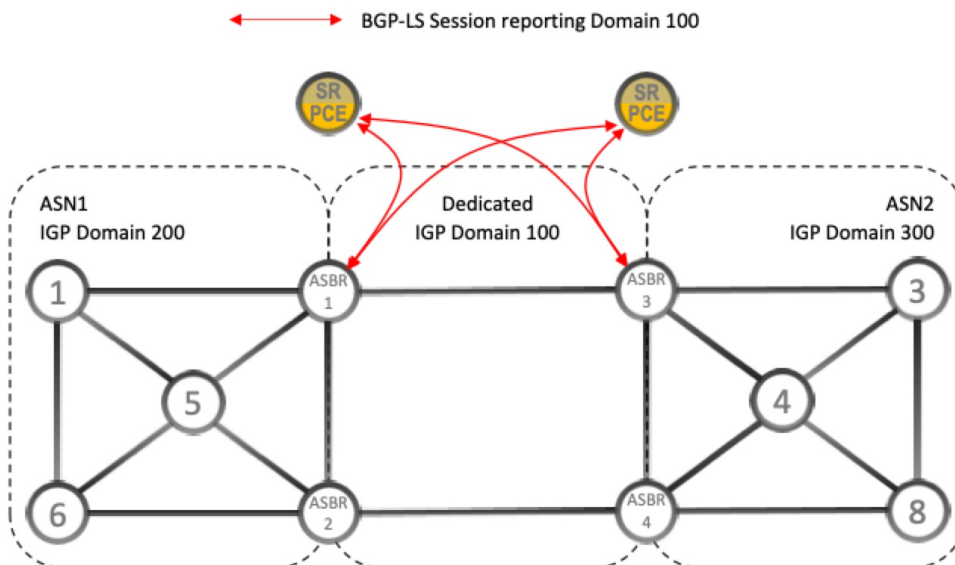 BGP-LS Session reporting Domain 100
SR
PCE
SR
PCE
ASN1
IGP Domain 200
Dedicated
IGP Domain 100
ASN2
IGP Domain 300
1
ASBR
1
ASBR
3
3
5
4
6
ASBR
2
ASBR
4
8